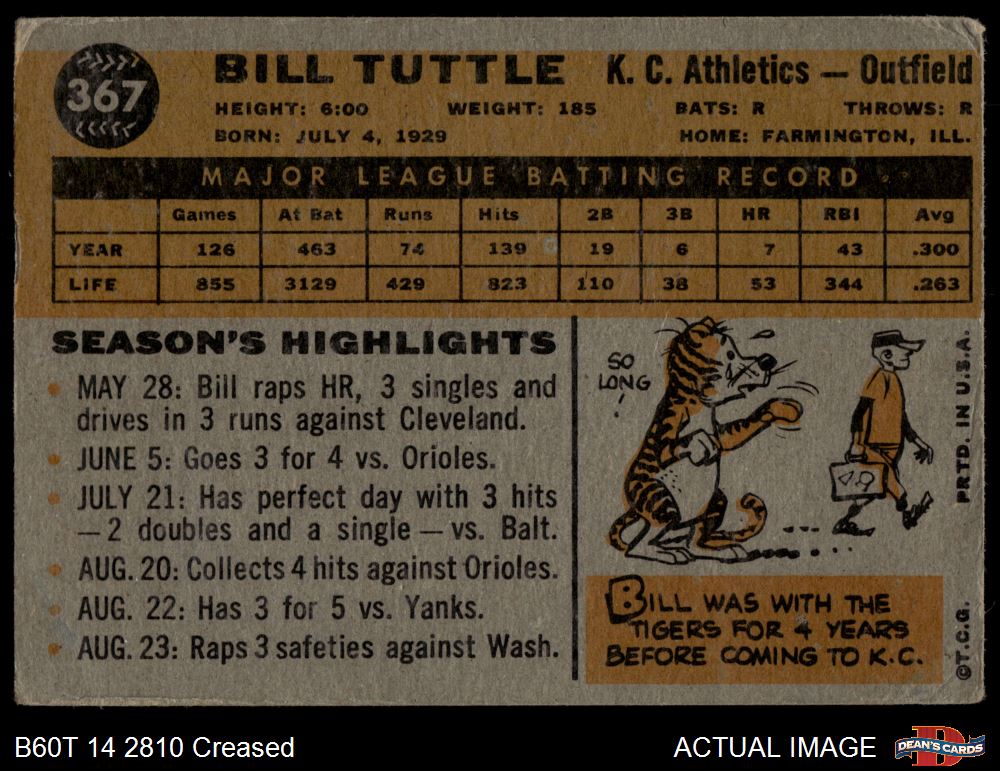 367
BILL TUTTLE K. C. Athletics — Outfield
HEIGHT: 6:00 WEIGHT: 185 BATS: R THROWS: R
BORN: JULY 4, 1929 HOME: FARMINGTON, ILL.
MAJOR LEAGUE BATTING RECORD
Games At Bat Runs Hits 2B 3B HR RBI Avg
YEAR 126 463 74 139 19 6 7 43 .300
LIFE 855 3129 429 823 110 38 53 344 .263
SEASON'S HIGHLIGHTS
MAY 28: Bill raps HR, 3 singles and
drives in 3 runs against Cleveland.
JUNE 5: Goes 3 for 4 vs. Orioles.
JULY 21: Has perfect day with 3 hits
—2 doubles and a single—vs. Balt.
AUG. 20: Collects 4 hits against Orioles.
AUG. 22: Has 3 for 5 vs. Yanks.
AUG. 23: Raps 3 safeties against Wash.
SO
LONG
!
BILL WAS WITH THE
TIGERS FOR 4 YEARS
BEFORE COMING TO K.C.
©T.C.G. PRTD. IN U.S.A.
B60T 14 2810 Creased
ACTUAL IMAGE
DEAN'S CARDS